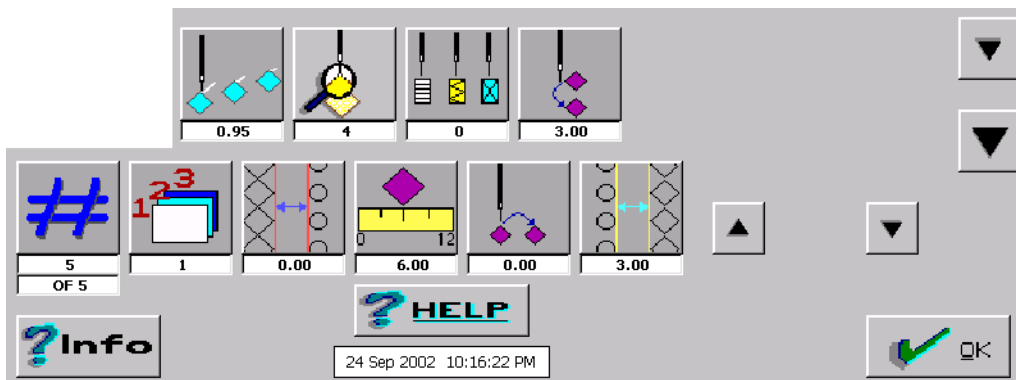 0.95 4 0 3.00
1 2 3
0 12
5 1 0.00 6.00 0.00 3.00
OF 5
? HELP
? Info
24 Sep 2002 10:16:22 PM
OK